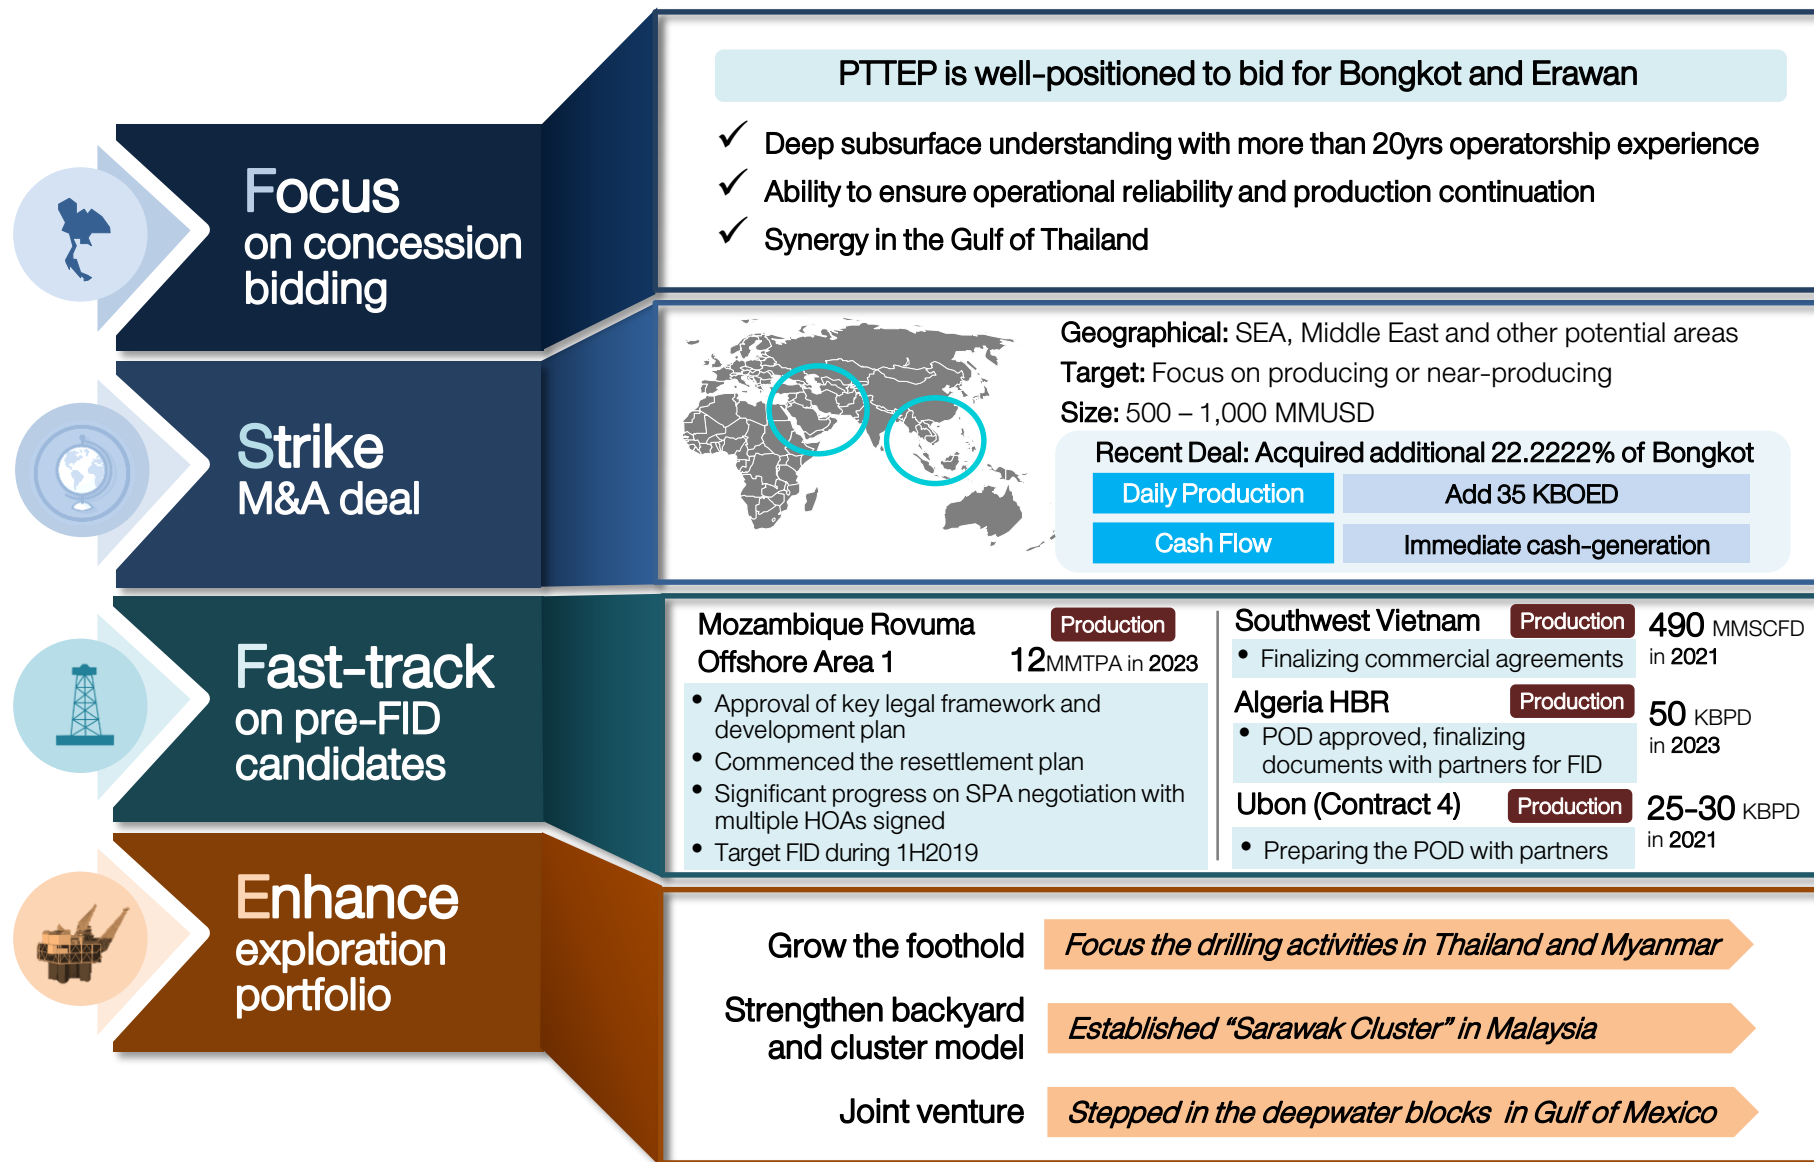 Focus
on concession
bidding
PTTEP is well-positioned to bid for Bongkot and Erawan
✓ Deep subsurface understanding with more than 20yrs operatorship experience
✓ Ability to ensure operational reliability and production continuation
✓ Synergy in the Gulf of Thailand
Strike
M&A deal
Geographical: SEA, Middle East and other potential areas
Target: Focus on producing or near-producing
Size: 500 – 1,000 MMUSD
Recent Deal: Acquired additional 22.2222% of Bongkot
Daily Production Add 35 KBOED
Cash Flow Immediate cash-generation
Fast-track
on pre-FID
candidates
Mozambique Rovuma Production
Offshore Area 1 12MMTPA in 2023
• Approval of key legal framework and
development plan
• Commenced the resettlement plan
• Significant progress on SPA negotiation with
multiple HOAs signed
• Target FID during 1H2019
Southwest Vietnam Production 490 MMSCFD
in 2021
• Finalizing commercial agreements
Algeria HBR Production 50 KBPD
in 2023
• POD approved, finalizing
documents with partners for FID
Ubon (Contract 4) Production 25-30 KBPD
in 2021
• Preparing the POD with partners
Enhance
exploration
portfolio
Grow the foothold Focus the drilling activities in Thailand and Myanmar
Strengthen backyard
and cluster model Established “Sarawak Cluster” in Malaysia
Joint venture Stepped in the deepwater blocks in Gulf of Mexico